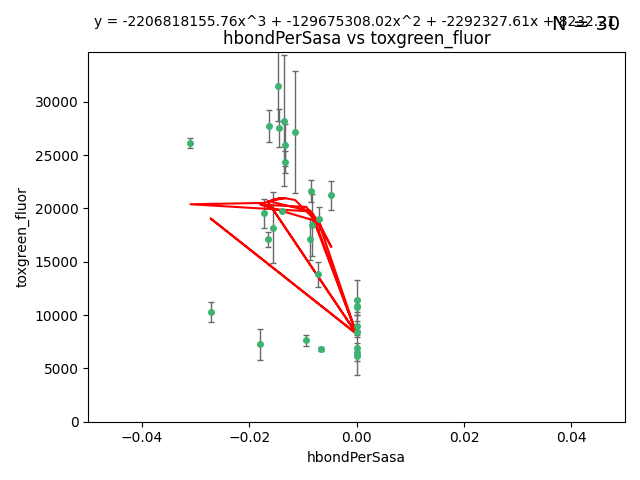 y = -2206818155.76x^3 + -129675308.02x^2 + -2292327.61x +
N = 30
hbondPerSasa vs toxgreen_fluor
toxgreen_fluor
30000
25000
20000
15000
10000
5000
0
-0.04
-0.02
0.00
0.02
0.04
hbondPerSasa